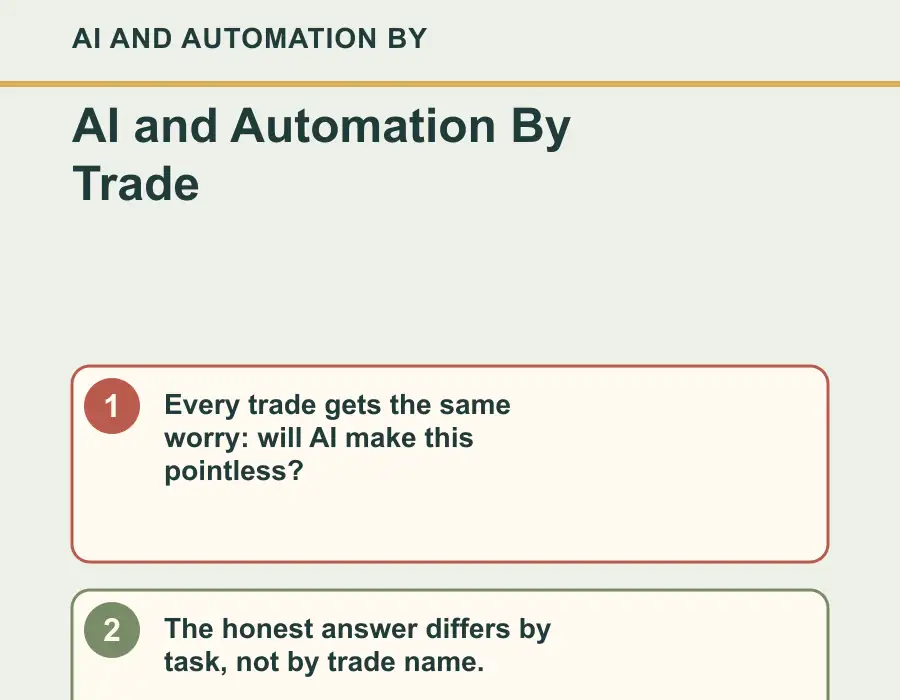 AI AND AUTOMATION BY
AI and Automation By
Trade
1
Every trade gets the same
worry: will AI make this
pointless?
2
The honest answer differs by
task, not by trade name.